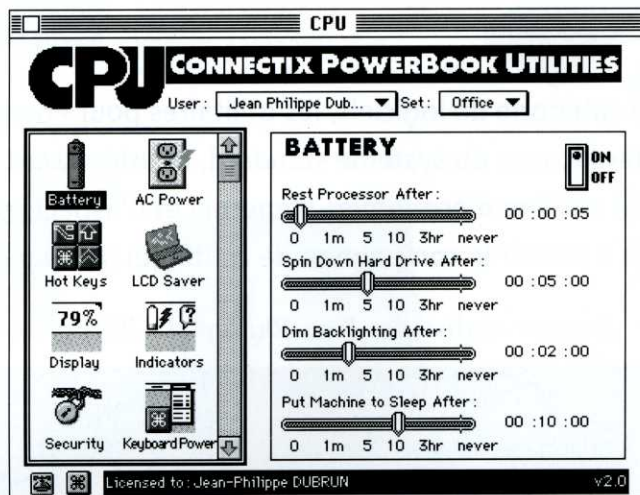 CPU
CPU CONNECTIX POWERBOOK UTILITIES
User: Jean Philippe Dub... Set: Office
Battery
AC Power
Hot Keys
LCD Saver
79%
Display
Indicators
Security
Keyboard Power
BATTERY
ON
OFF
Rest Processor After:
00:00:05
0 1m 5 10 3hr never
Spin Down Hard Drive After:
00:05:00
0 1m 5 10 3hr never
Dim Backlighting After:
00:02:00
0 1m 5 10 3hr never
Put Machine to Sleep After:
00:10:00
0 1m 5 10 3hr never
Licensed to: Jean-Philippe DUBRUN v2.0